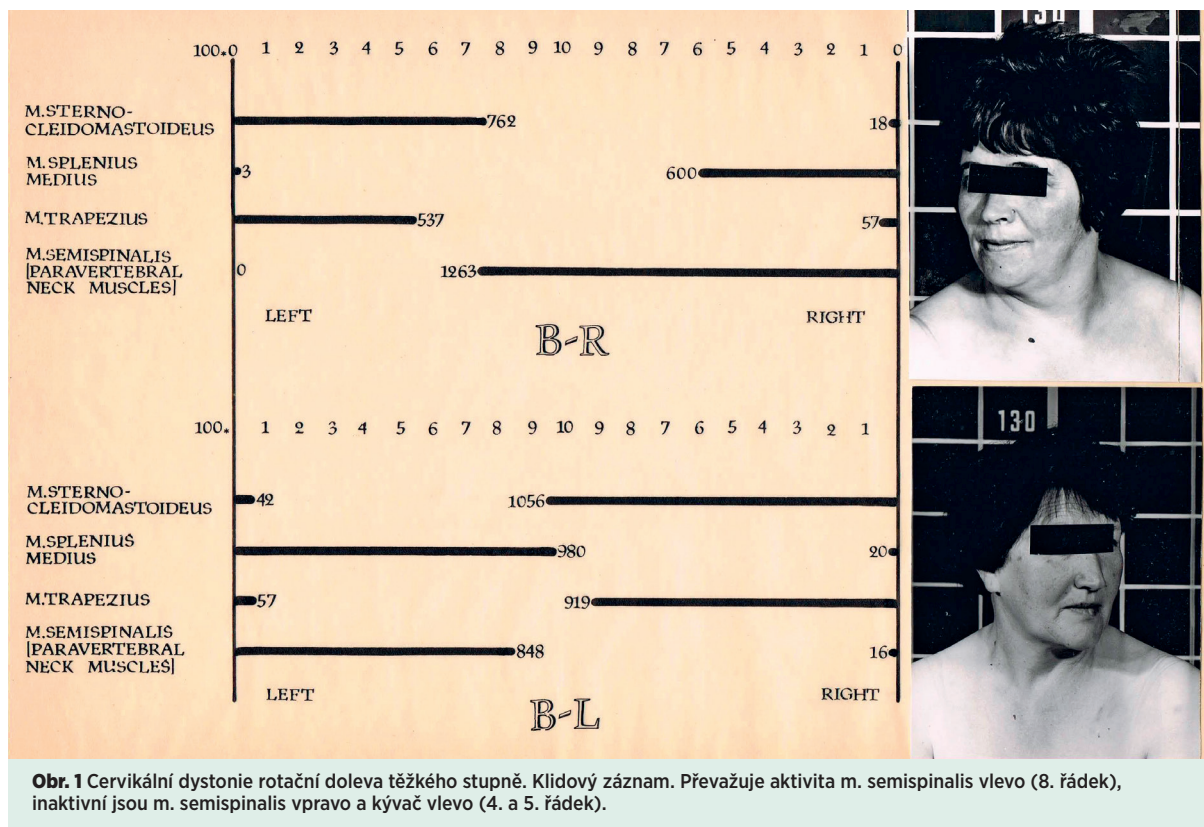 130
100.0 1 2 3 4 5 6 7 8 9 10 9 8 7 6 5 4 3 2 1 0
M.STERNO-
CLEIDOMASTOIDEUS 762 18
M.SPLENIUS
MEDIUS 3 600
M.TRAPEZIUS 537 57
M.SEMISPINALIS
[PARAVERTEBRAL 0 1263
NECK MUSCLES]
LEFT RIGHT
B-R
130
100. 1 2 3 4 5 6 7 8 9 10 9 8 7 6 5 4 3 2 1
M.STERNO-
CLEIDOMASTOIDEUS 42 1056
M.SPLENIUS
MEDIUS 980 20
M.TRAPEZIUS 57 919
M.SEMISPINALIS
[PARAVERTEBRAL 848 16
NECK MUSCLES]
LEFT RIGHT
B-L
Obr. 1 Cervikální dystonie rotační doleva těžkého stupně. Klidový záznam. Převažuje aktivita m. semispinalis vlevo (8. řádek),
inaktivní jsou m. semispinalis vpravo a kývač vlevo (4. a 5. řádek).